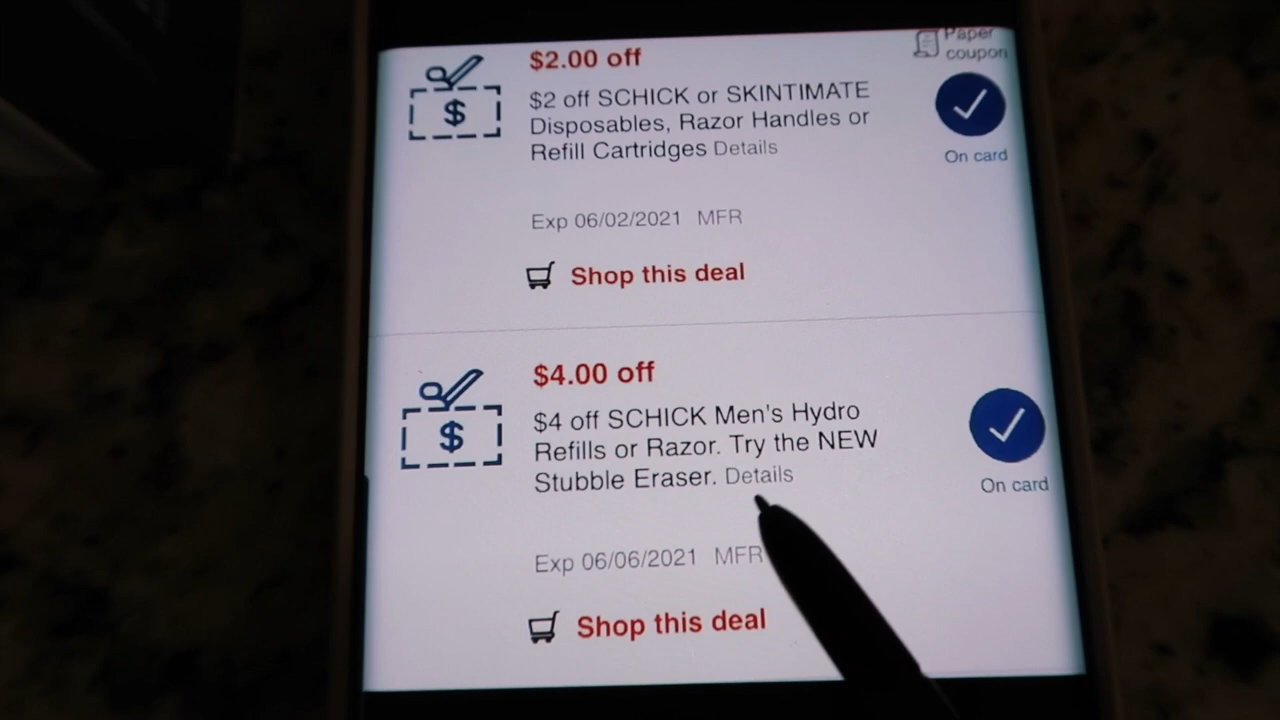 $2.00 off
Paper
coupon
$
$2 off SCHICK or SKINTIMATE
Disposables, Razor Handles or
Refill Cartridges Details
On card
Exp 06/02/2021 MFR
Shop this deal
$4.00 off
$
$4 off SCHICK Men's Hydro
Refills or Razor. Try the NEW
Stubble Eraser. Details
On card
Exp 06/06/2021 MFR
Shop this deal